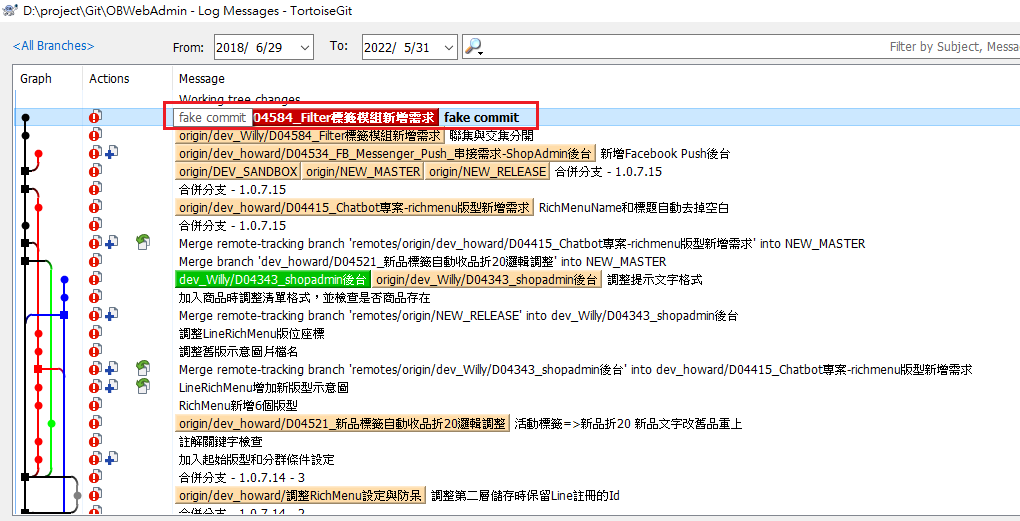 D:\project\Git\OBWebAdmin - Log Messages - TortoiseGit
<All Branches> From: 2018/ 6/29 To: 2022/ 5/31 Filter by Subject, Messa
Graph Actions Message
Working tree changes
fake commit 04584_Filter標籤模組新增需求 fake commit
origin/dev_Willy/D04584_Filter標籤模組新增需求 聯集與交集分開
origin/dev_howard/D04534_FB_Messenger_Push_串接需求-ShopAdmin後台 新增Facebook Push後台
origin/DEV_SANDBOX origin/NEW_MASTER origin/NEW_RELEASE 合併分支 - 1.0.7.15
合併分支 - 1.0.7.15
origin/dev_howard/D04415_Chatbot專案-richmenu版型新增需求 RichMenuName和標題自動去掉空白
合併分支 - 1.0.7.15
Merge remote-tracking branch 'remotes/origin/dev_howard/D04415_Chatbot專案-richmenu版型新增需求' into NEW_MASTER
Merge branch 'dev_howard/D04521_新品標籤自動收品折20邏輯調整' into NEW_MASTER
dev_Willy/D04343_shopadmin後台 origin/dev_Willy/D04343_shopadmin後台 調整提示文字格式
加入商品時調整清單格式，並檢查是否商品存在
Merge remote-tracking branch 'remotes/origin/NEW_RELEASE' into dev_Willy/D04343_shopadmin後台
調整LineRichMenu版位座標
調整舊版示意圖片檔名
Merge remote-tracking branch 'remotes/origin/dev_Willy/D04343_shopadmin後台' into dev_howard/D04415_Chatbot專案-richmenu版型新增需求
LineRichMenu增加新版型示意圖
RichMenu新增6個版型
origin/dev_howard/D04521_新品標籤自動收品折20邏輯調整 活動標籤=>新品折20 新品文字改舊品重上
註解關鍵字檢查
加入起始版型和分群條件設定
合併分支 - 1.0.7.14 - 3
origin/dev_howard/調整RichMenu設定與防呆 調整第二層儲存時保留Line註冊的Id
合併分支 - 1.0.7.14 - 2